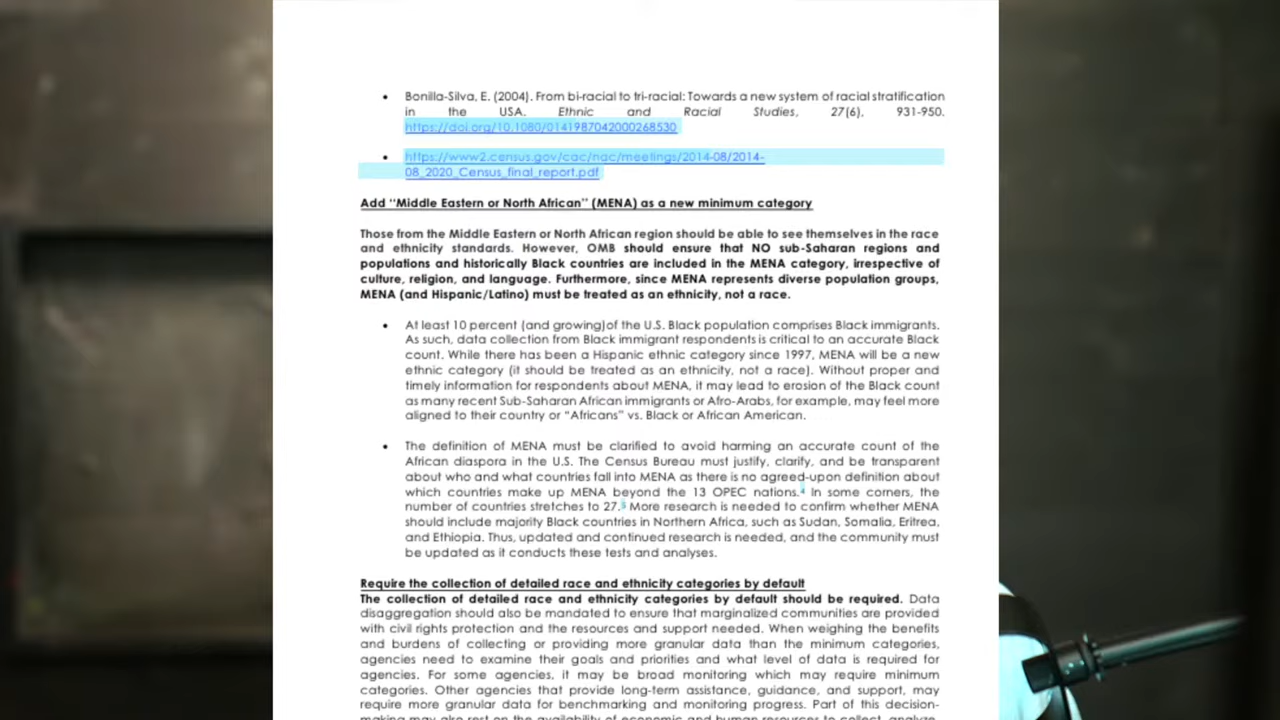 • Bonilla-Silva, E. (2004). From bi-racial to tri-racial: Towards a new system of racial stratification
in the USA. Ethnic and Racial Studies, 27(6), 931-950.
https://doi.org/10.1080/0141987042000268530
• https://www2.census.gov/cac/nac/meetings/2014-08/2014-
08_2020_Census_final_report.pdf
Add “Middle Eastern or North African” (MENA) as a new minimum category
Those from the Middle Eastern or North African region should be able to see themselves in the race
and ethnicity standards. However, OMB should ensure that NO sub-Saharan regions and
populations and historically Black countries are included in the MENA category, irrespective of
culture, religion, and language. Furthermore, since MENA represents diverse population groups,
MENA (and Hispanic/Latino) must be treated as an ethnicity, not a race.
• At least 10 percent (and growing)of the U.S. Black population comprises Black immigrants.
As such, data collection from Black immigrant respondents is critical to an accurate Black
count. While there has been a Hispanic ethnic category since 1997, MENA will be a new
ethnic category (it should be treated as an ethnicity, not a race). Without proper and
timely information for respondents about MENA, it may lead to erosion of the Black count
as many recent Sub-Saharan African immigrants or Afro-Arabs, for example, may feel more
aligned to their country or “Africans” vs. Black or African American.
• The definition of MENA must be clarified to avoid harming an accurate count of the
African diaspora in the U.S. The Census Bureau must justify, clarify, and be transparent
about who and what countries fall into MENA as there is no agreed-upon definition about
which countries make up MENA beyond the 13 OPEC nations.4 In some corners, the
number of countries stretches to 27.5 More research is needed to confirm whether MENA
should include majority Black countries in Northern Africa, such as Sudan, Somalia, Eritrea,
and Ethiopia. Thus, updated and continued research is needed, and the community must
be updated as it conducts these tests and analyses.
Require the collection of detailed race and ethnicity categories by default
The collection of detailed race and ethnicity categories by default should be required. Data
disaggregation should also be mandated to ensure that marginalized communities are provided
with civil rights protection and the resources and support needed. When weighing the benefits
and burdens of collecting or providing more granular data than the minimum categories,
agencies need to examine their goals and priorities and what level of data is required for
agencies. For some agencies, it may be broad monitoring which may require minimum
categories. Other agencies that provide long-term assistance, guidance, and support, may
require more granular data for benchmarking and monitoring progress. Part of this decision-
making may also rest on the availability of economic and human resources to collect, analyze,